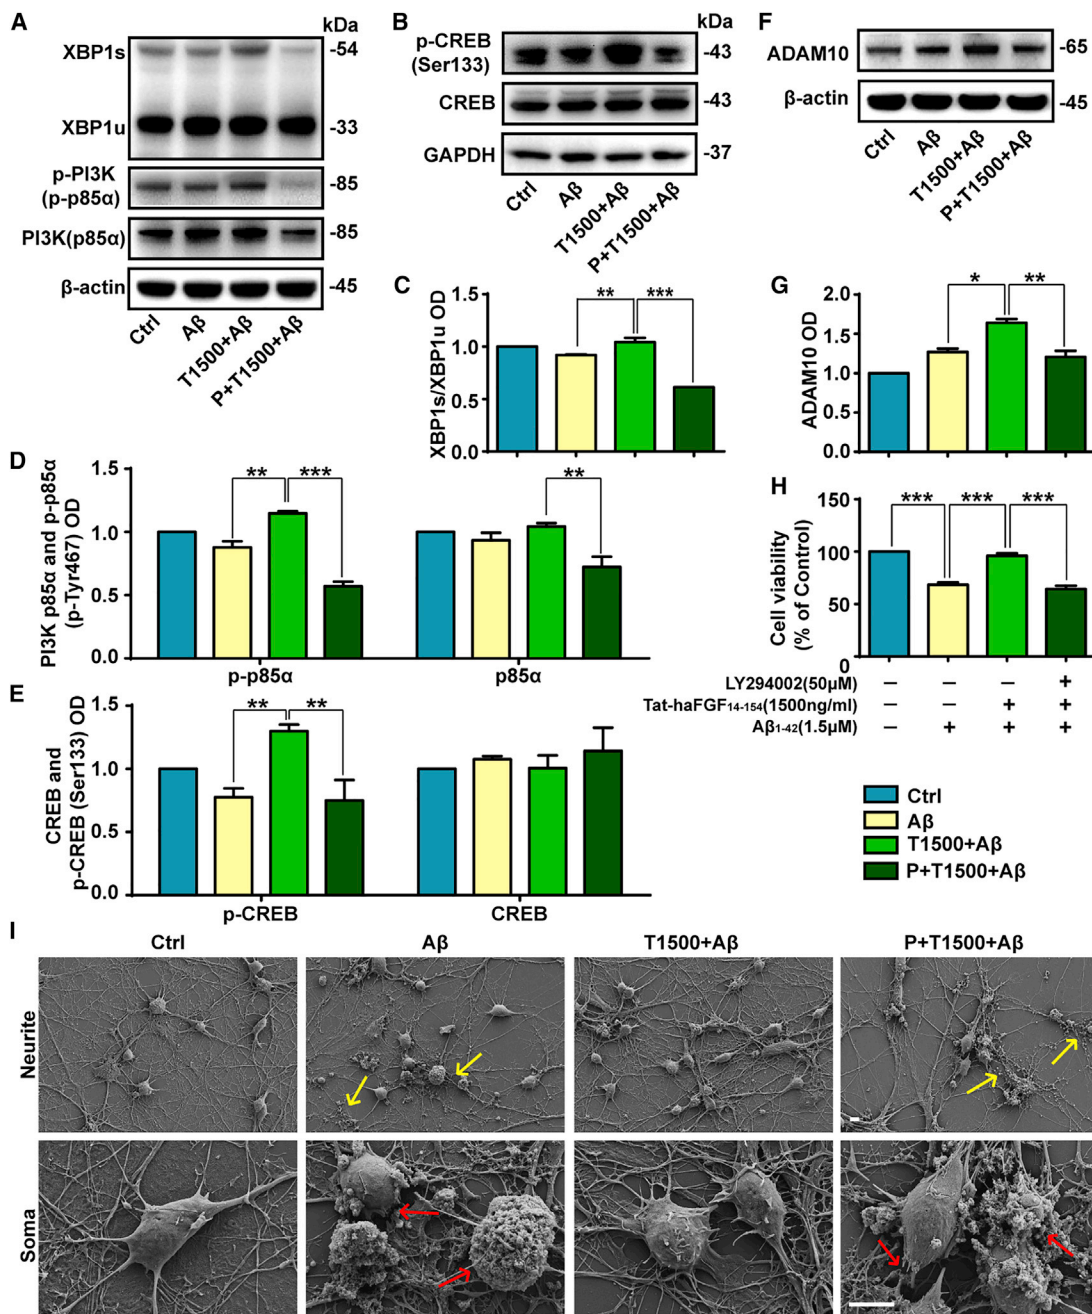 A
kDa
XBP1s
-54
XBP1u
-33
p-PI3K
(p-p85α)
-85
PI3K(p85α)
-85
β-actin
-45
Ctrl
Aβ
T1500+Aβ
P+T1500+Aβ
B
kDa
p-CREB
(Ser133)
-43
CREB
-43
GAPDH
-37
Ctrl
Aβ
T1500+Aβ
P+T1500+Aβ
F
kDa
ADAM10
-65
β-actin
-45
Ctrl
Aβ
T1500+Aβ
P+T1500+Aβ
C
XBP1s/XBP1u OD
1.5
1.0
0.5
0.0
** ***
G
ADAM10 OD
2.0
1.5
1.0
0.5
0.0
* **
D
PI3K p85α and p-p85α
(p-Tyr467) OD
1.5
1.0
0.5
0.0
** *** **
p-p85α p85α
H
Cell viability
(% of Control)
150
100
50
0
*** *** ***
LY294002(50μM) – – – +
Tat-haFGF14-154(1500ng/ml) – – + +
Aβ1-42(1.5μM) – + + +
E
CREB and
p-CREB (Ser133) OD
1.5
1.0
0.5
0.0
** **
p-CREB CREB
Ctrl
Aβ
T1500+Aβ
P+T1500+Aβ
I
Ctrl Aβ T1500+Aβ P+T1500+Aβ
Neurite
Soma